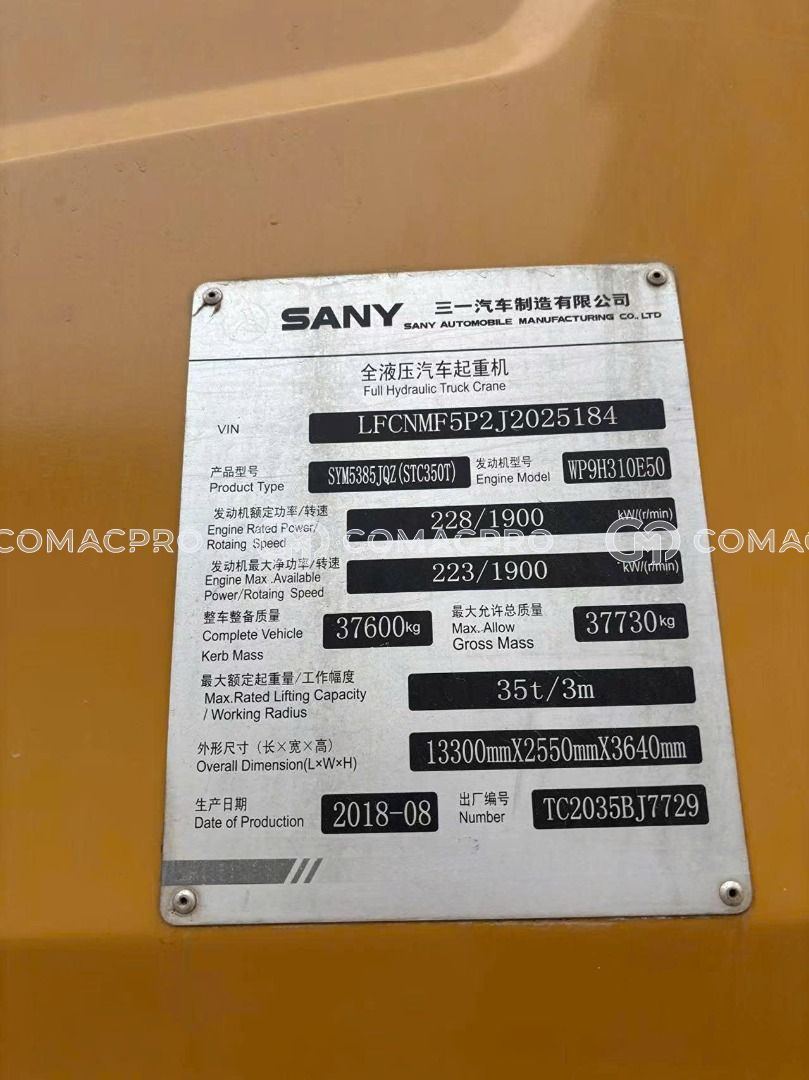 SANY 三一汽车制造有限公司
SANY AUTOMOBILE MANUFACTURING CO., LTD
全液压汽车起重机
Full Hydraulic Truck Crane
VIN LFCNMF5P2J2025184
产品型号 发动机型号
Product Type SYM5385JQZ(STC350T) Engine Model WP9H310E50
发动机额定功率/转速
Engine Rated Power/ 228/1900 kW/(r/min)
Rotaing Speed
COMACPRO COMACPRO COMAC
发动机最大净功率/转速
Engine Max .Available 223/1900 kW/(r/min)
Power/Rotaing Speed
整车整备质量 最大允许总质量
Complete Vehicle 37600kg Max. Allow 37730kg
Kerb Mass Gross Mass
最大额定起重量/工作幅度
Max.Rated Lifting Capacity 35t/3m
/ Working Radius
外形尺寸（长×宽×高）
Overall Dimension(L×W×H) 13300mmX2550mmX3640mm
生产日期 出厂编号
Date of Production 2018-08 Number TC2035BJ7729